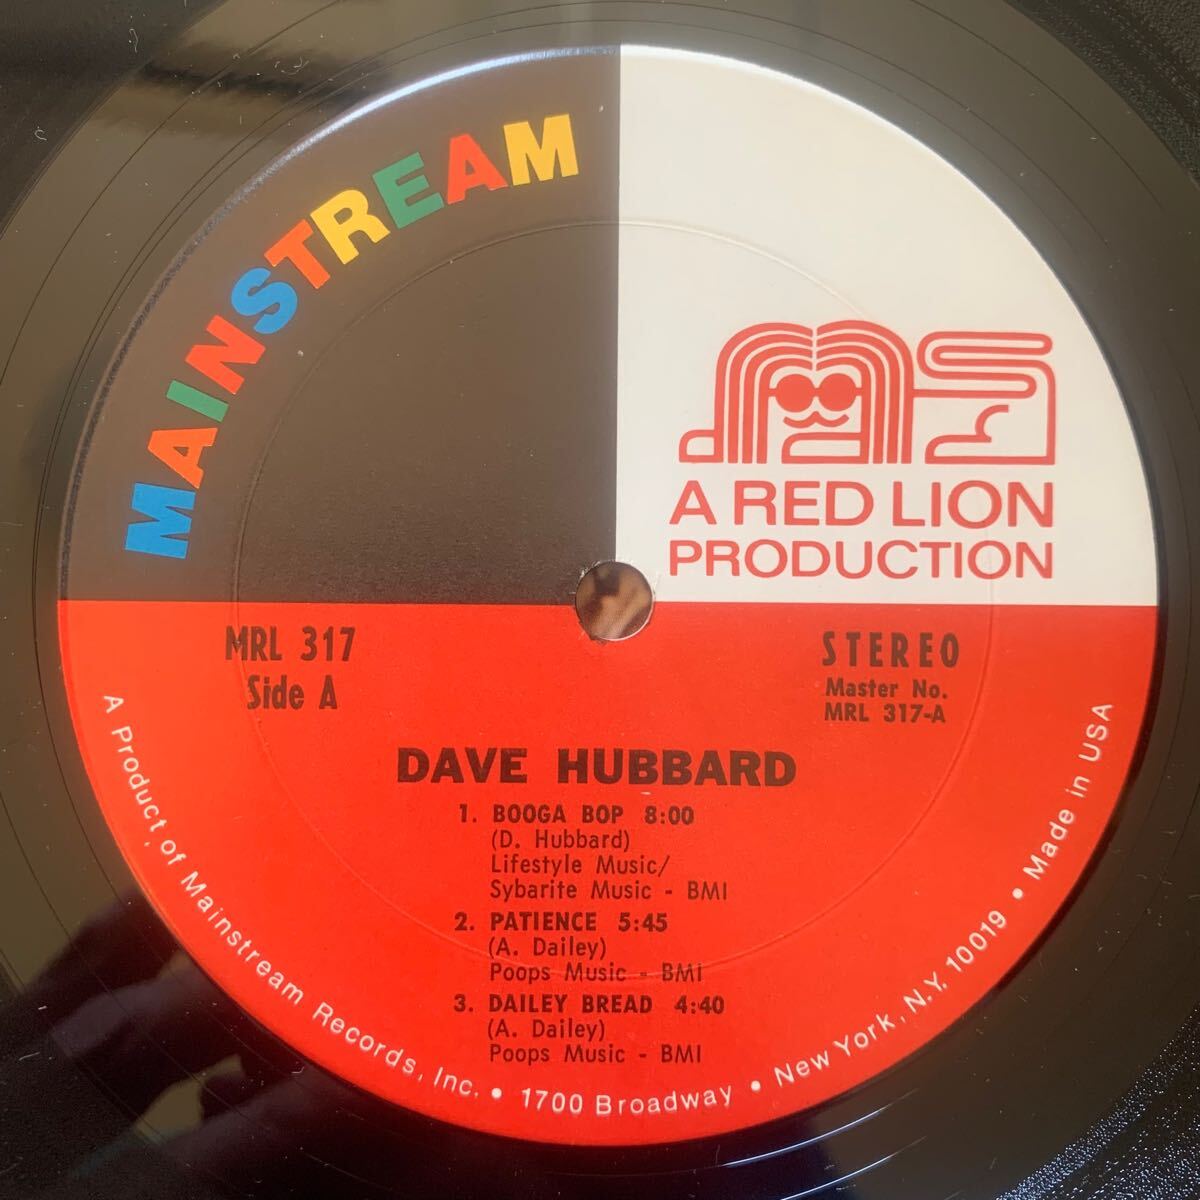 MAINSTREAM
A RED LION
PRODUCTION
MRL 317
Side A
STEREO
Master No.
MRL 317-A
DAVE HUBBARD
1. BOOGA BOP 8:00
(D. Hubbard)
Lifestyle Music/
Sybarite Music - BMI
2. PATIENCE 5:45
(A. Dailey)
Poops Music - BMI
3. DAILEY BREAD 4:40
(A. Dailey)
Poops Music - BMI
A Product of Mainstream Records, Inc. • 1700 Broadway • New York, N.Y. 10019 • Made in USA